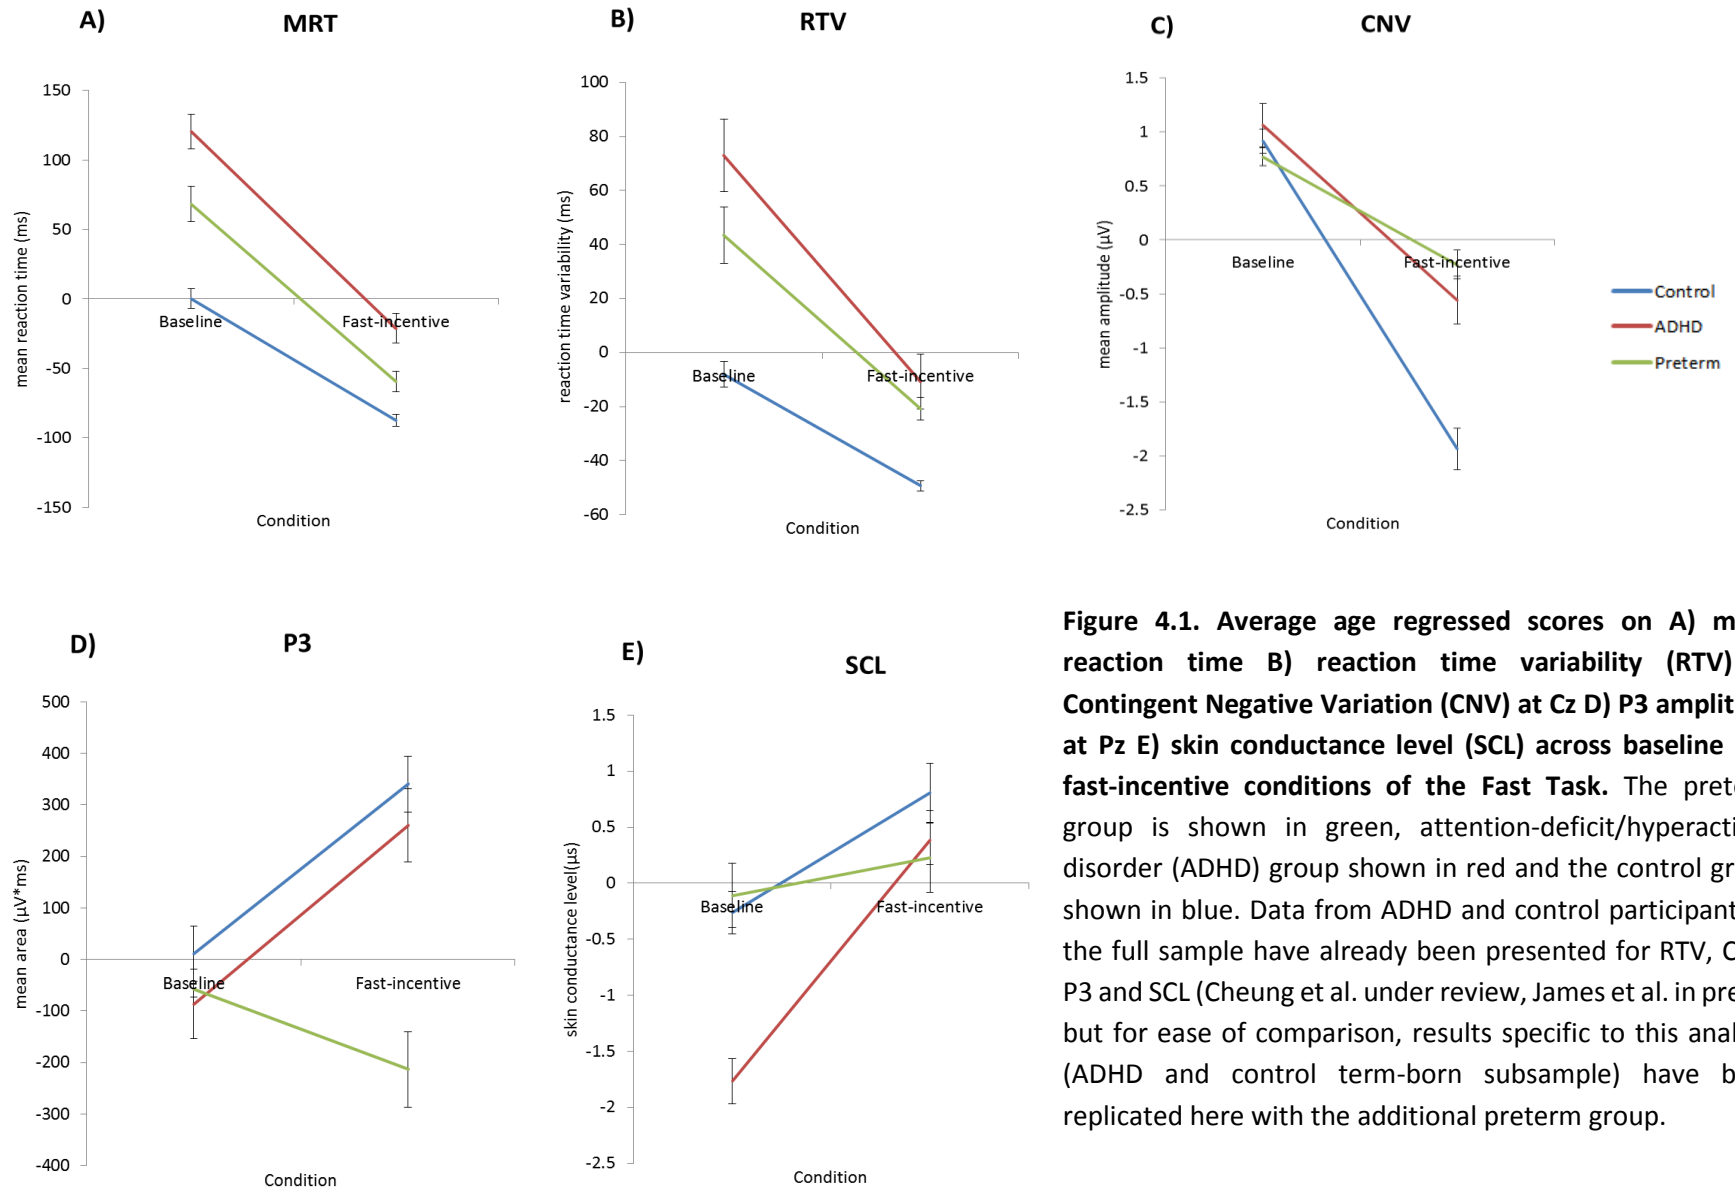 A)
MRT
150
100
50
0
-50
-100
-150
mean reaction time (ms)
Baseline
Fast-incentive
Condition
B)
RTV
100
80
60
40
20
0
-20
-40
-60
reaction time variability (ms)
Baseline
Fast-incentive
Condition
C)
CNV
1.5
1
0.5
0
-0.5
-1
-1.5
-2
-2.5
mean amplitude (µV)
Baseline
Fast-incentive
Condition
Control
ADHD
Preterm
D)
P3
500
400
300
200
100
0
-100
-200
-300
-400
mean area (µV*ms)
Baseline
Fast-incentive
Condition
E)
SCL
1.5
1
0.5
0
-0.5
-1
-1.5
-2
-2.5
skin conductance level(µs)
Baseline
Fast-incentive
Condition
Figure 4.1. Average age regressed scores on A) m
reaction time B) reaction time variability (RTV)
Contingent Negative Variation (CNV) at Cz D) P3 amplit
at Pz E) skin conductance level (SCL) across baseline
fast-incentive conditions of the Fast Task. The prete
group is shown in green, attention-deficit/hyperacti
disorder (ADHD) group shown in red and the control gr
shown in blue. Data from ADHD and control participant
the full sample have already been presented for RTV, C
P3 and SCL (Cheung et al. under review, James et al. in pre
but for ease of comparison, results specific to this anal
(ADHD and control term-born subsample) have b
replicated here with the additional preterm group.